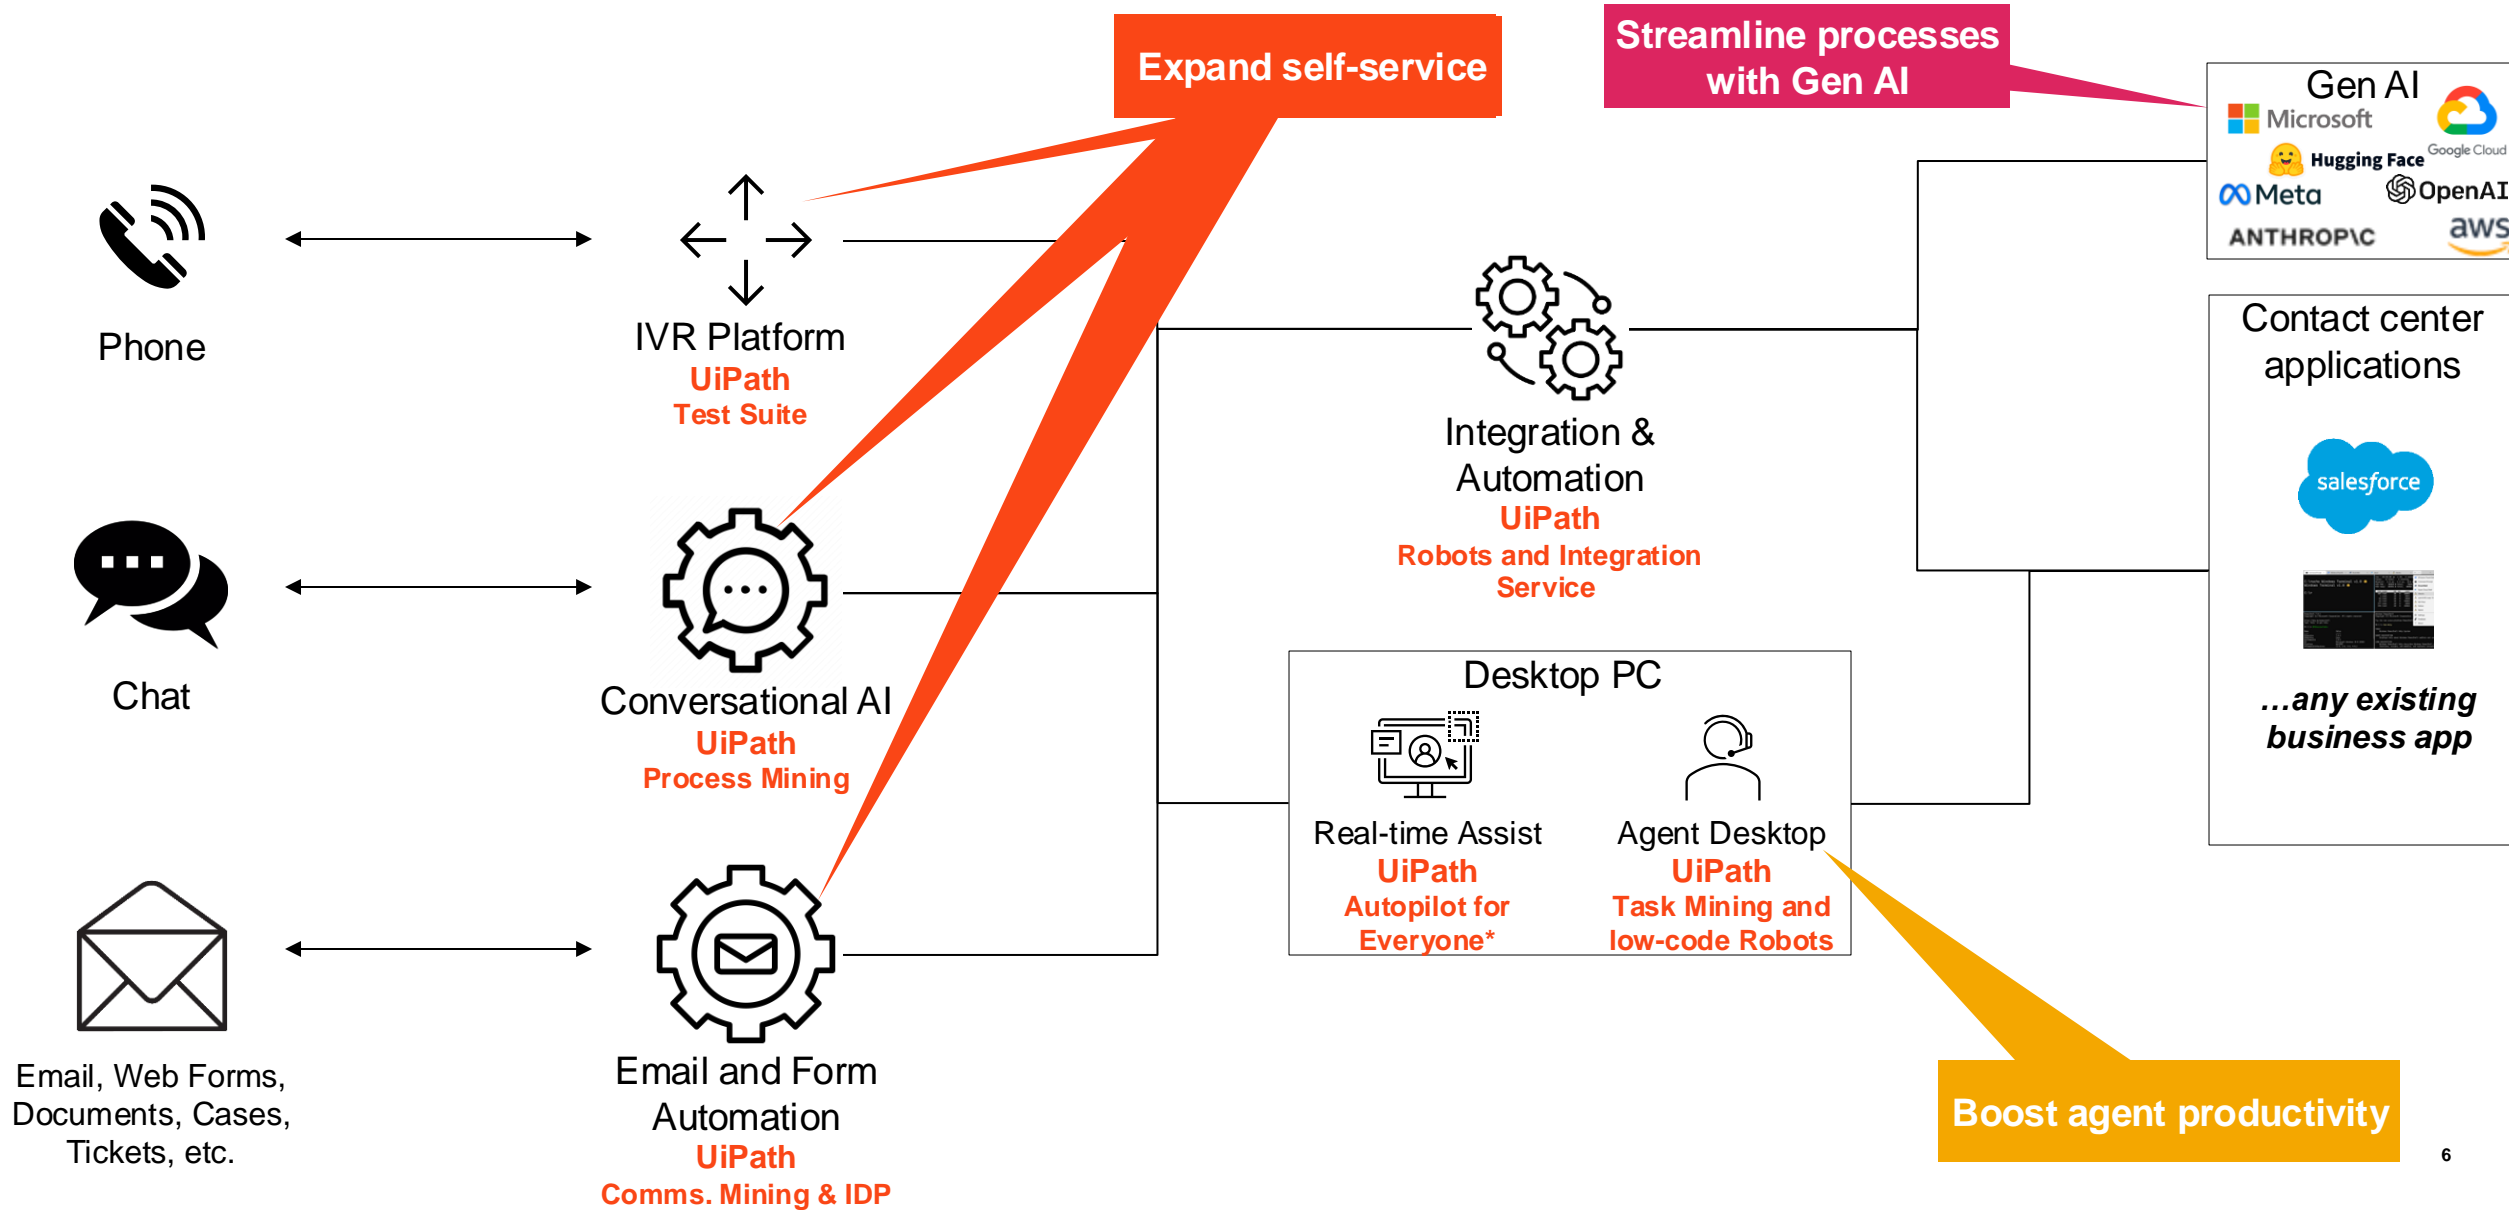 Expand self-service
Streamline processes
with Gen AI
Gen AI
Microsoft
Google Cloud
Hugging Face
Meta
OpenAI
ANTHROP\C
aws
Phone
IVR Platform
UiPath
Test Suite
Integration &
Automation
UiPath
Robots and Integration
Service
Contact center
applications
salesforce
...any existing
business app
Chat
Conversational AI
UiPath
Process Mining
Desktop PC
Real-time Assist
UiPath
Autopilot for
Everyone*
Agent Desktop
UiPath
Task Mining and
low-code Robots
Email, Web Forms,
Documents, Cases,
Tickets, etc.
Email and Form
Automation
UiPath
Comms. Mining & IDP
Boost agent productivity
6